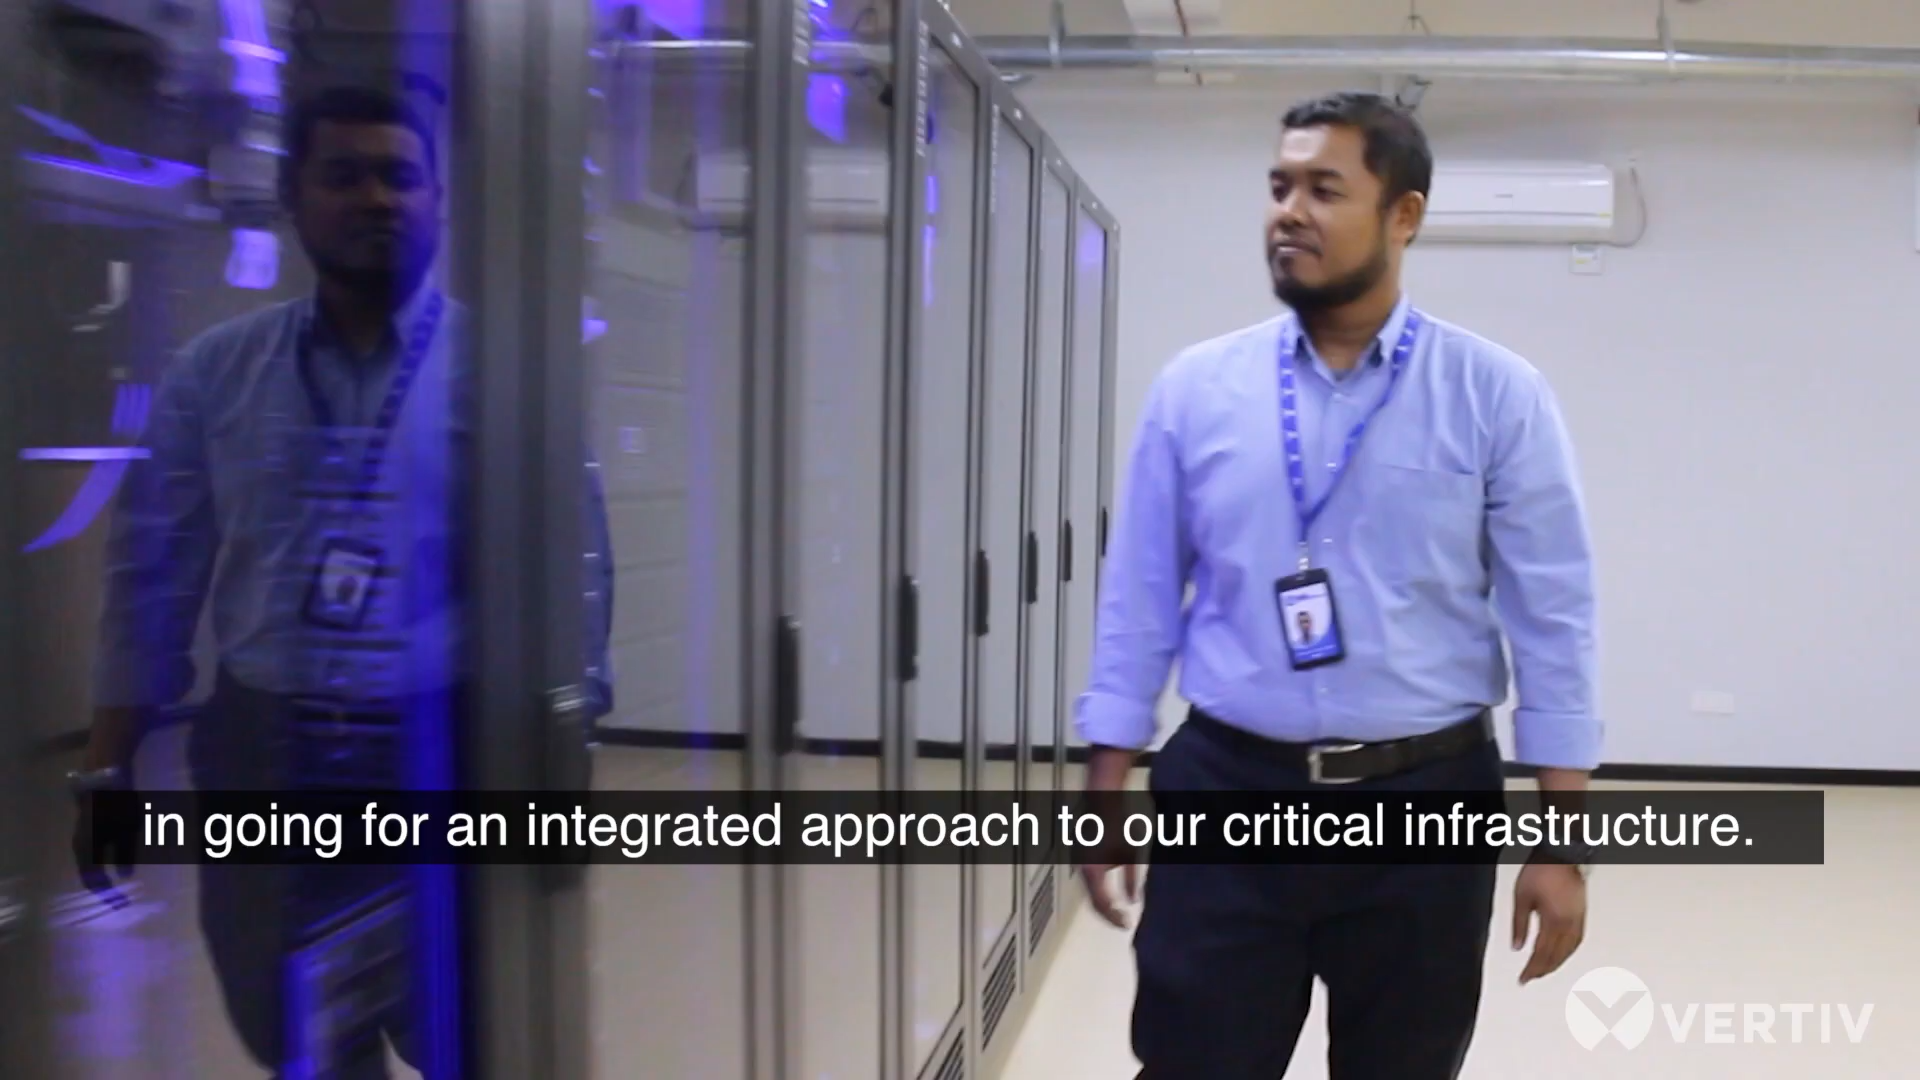 in going for an integrated approach to our critical infrastructure.
VERTIV